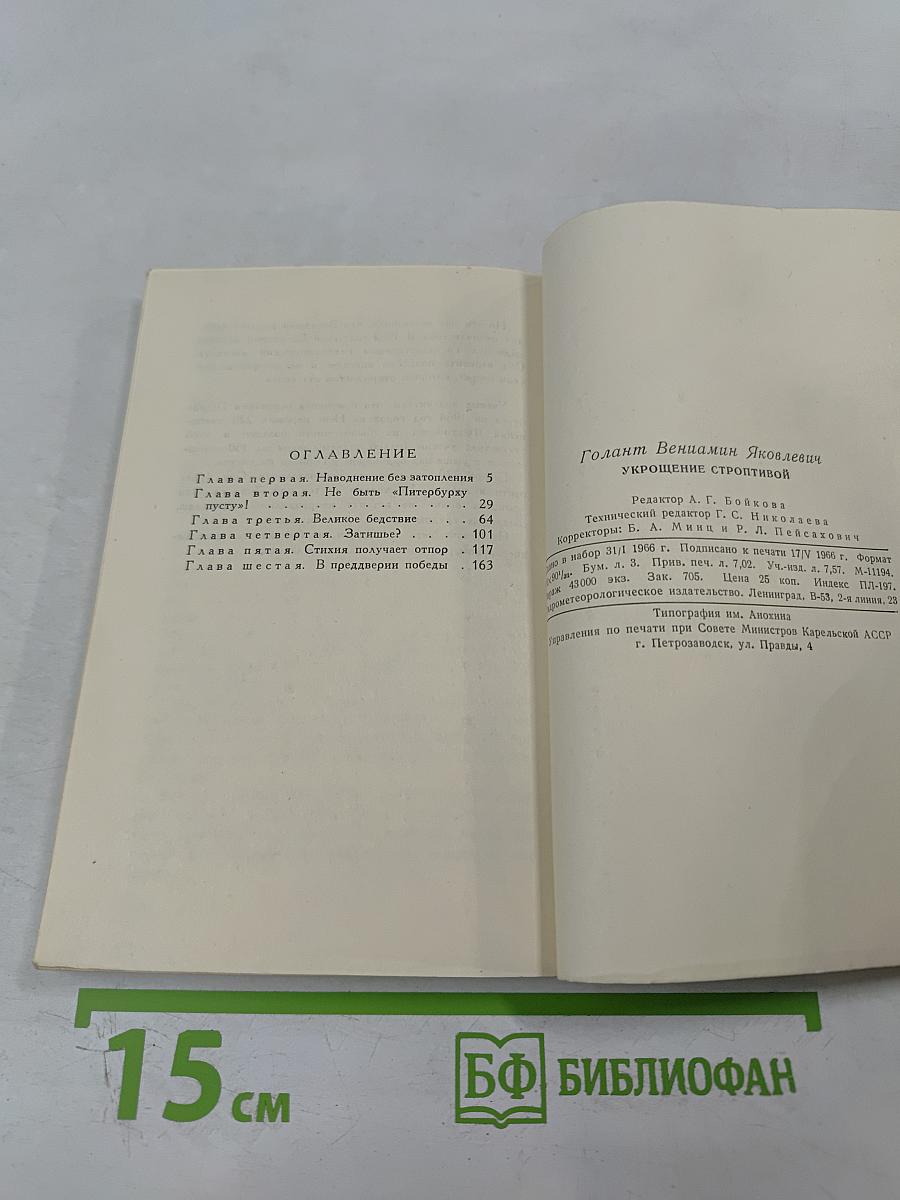 ОГЛАВЛЕНИЕ
Глава первая. Наводнение без затопления 5
Глава вторая. Не быть «Питербурху
пусту»! . . . . . . . . . . . . . 29
Глава третья. Великое бедствие . . . 64
Глава четвертая. Затишье? . . . . 101
Глава пятая. Стихия получает отпор . 117
Глава шестая. В преддверии победы . 163
Голант Вениамин Яковлевич
УКРОЩЕНИЕ СТРОПТИВОЙ
Редактор А. Г. Бойкова
Технический редактор Г. С. Николаева
Корректоры: Б. А. Минц и Р. Л. Пейсахович
в набор 31/I 1966 г. Подписано к печати 17/V 1966 г. Формат
Бум. л. 3. Прив. печ. л. 7,02. Уч.-изд. л. 7,57. М-11194.
43000 экз. Зак. 705. Цена 25 коп. Индекс ПЛ-197.
издательство. Ленинград, В-53, 2-я линия, 23
Типография им. Анохина
Управления по печати при Совете Министров Карельской АССР
г. Петрозаводск, ул. Правды, 4
15 см
БФ БИБЛИОФАН